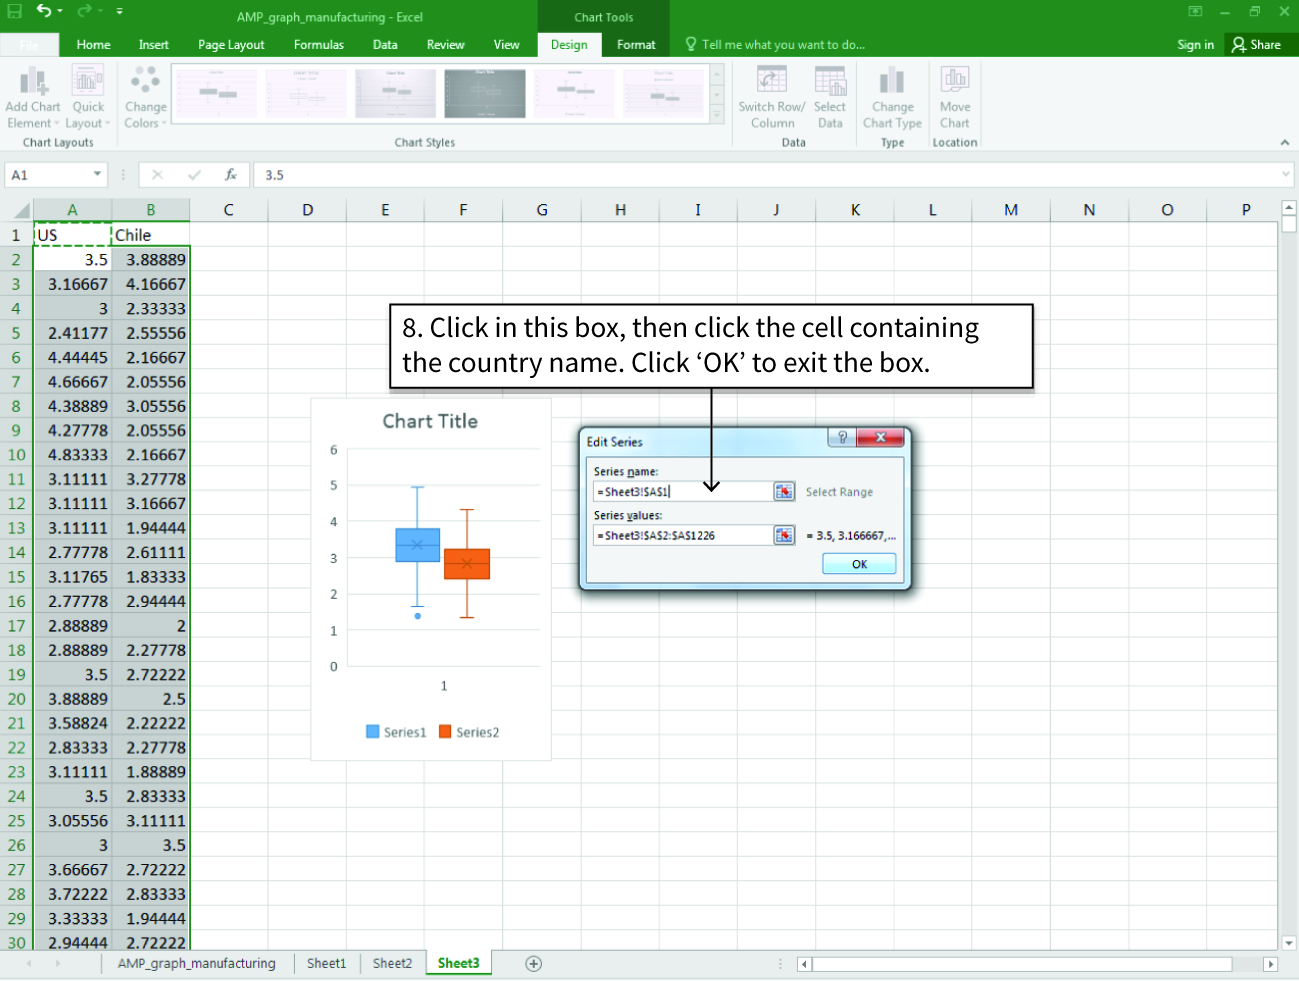 AMP_graph_manufacturing - Excel
Chart Tools
File Home Insert Page Layout Formulas Data Review View Design Format Tell me what you want to do... Sign in Share
Add Chart Element
Quick Layout
Change Colors
Switch Row/ Column
Select Data
Change Chart Type
Move Chart
Chart Layouts Chart Styles Data Type Location
A1 fx 3.5
A B C D E F G H I J K L M N O P
1 US Chile
2 3.5 3.88889
3 3.16667 4.16667
4 3 2.33333
5 2.41177 2.55556
6 4.44445 2.16667
7 4.66667 2.05556
8 4.38889 3.05556
9 4.27778 2.05556
10 4.83333 2.16667
11 3.11111 3.27778
12 3.11111 3.16667
13 3.11111 1.94444
14 2.77778 2.61111
15 3.11765 1.83333
16 2.77778 2.94444
17 2.88889 2
18 2.88889 2.27778
19 3.5 2.72222
20 3.88889 2.5
21 3.58824 2.22222
22 2.83333 2.27778
23 3.11111 1.88889
24 3.5 2.83333
25 3.05556 3.11111
26 3 3.5
27 3.66667 2.72222
28 3.72222 2.83333
29 3.33333 1.94444
30 2.94444 2.72222
8. Click in this box, then click the cell containing
the country name. Click ‘OK’ to exit the box.
Chart Title
6
5
4
3
2
1
0
1
Series1 Series2
Edit Series
Series name:
=Sheet3!$A$1 Select Range
Series values:
=Sheet3!$A$2:$A$1226 = 3.5, 3.166667,...
OK
AMP_graph_manufacturing Sheet1 Sheet2 Sheet3